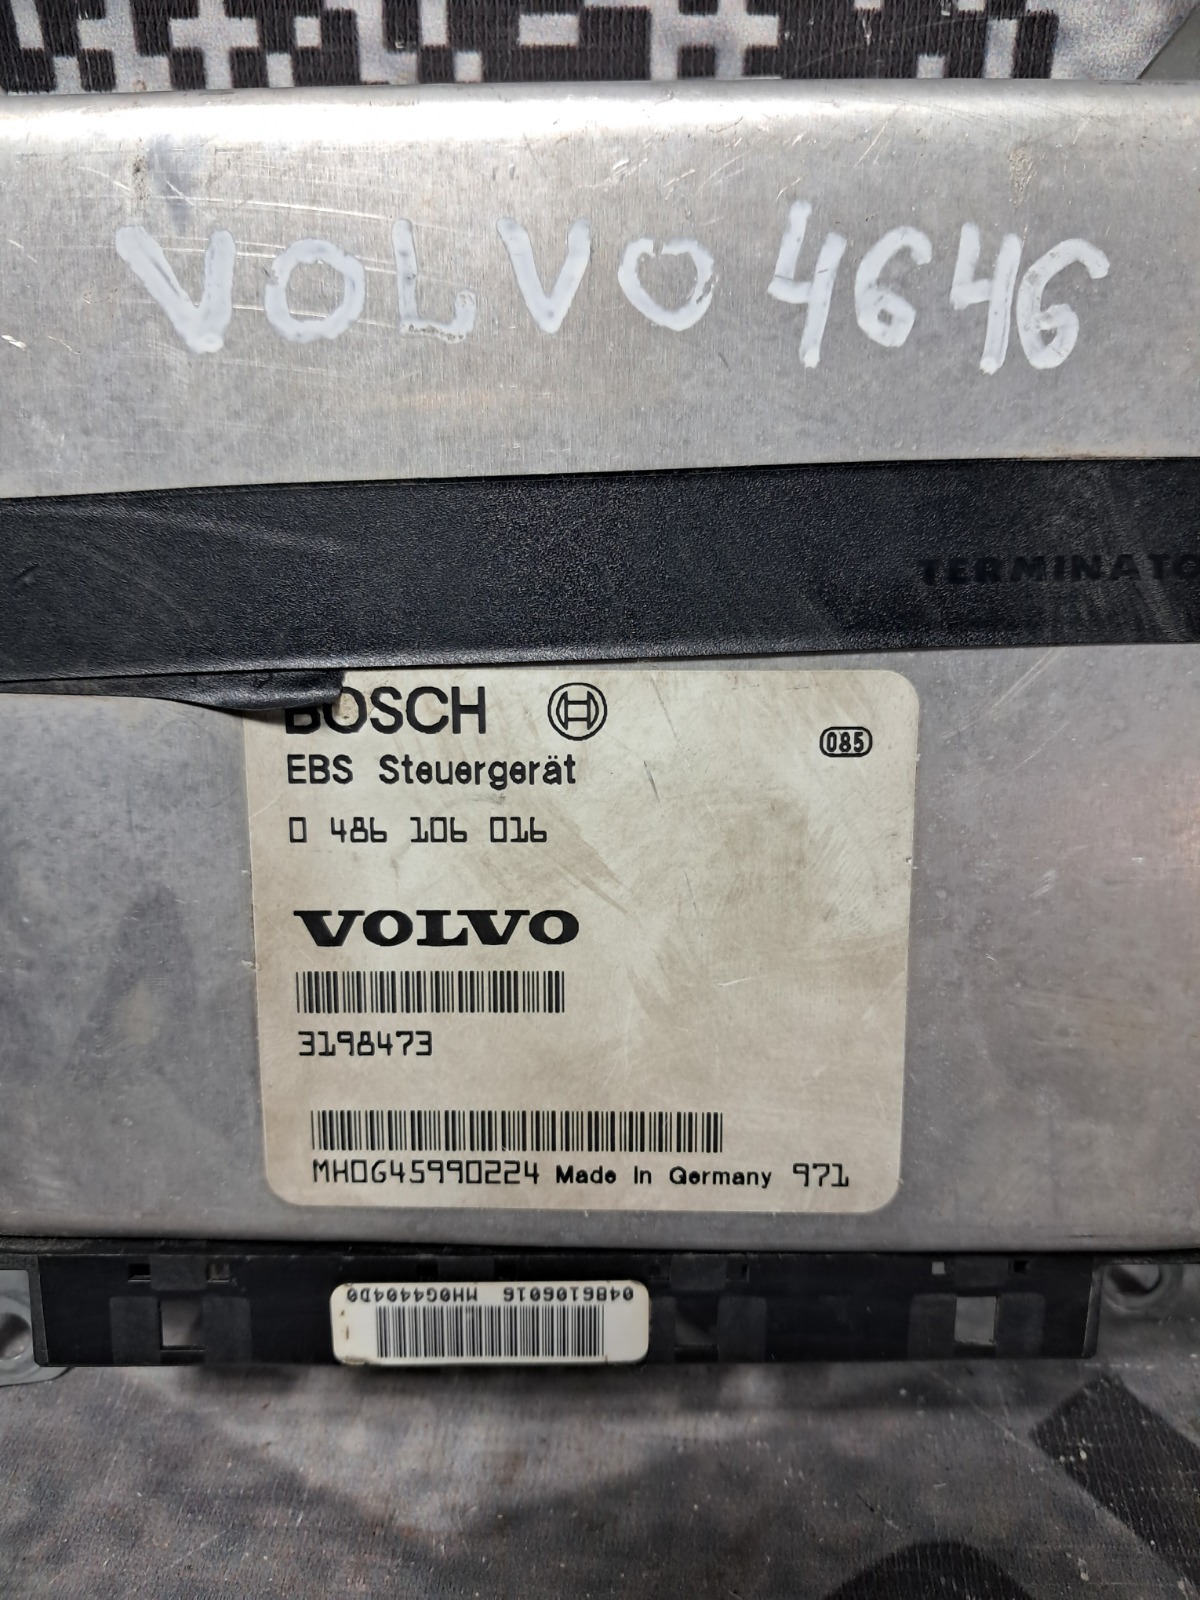 VOLVO 4646
TERMINATO
BOSCH
085
EBS Steuergerät
0 486 106 016
VOLVO
3198473
MH0G45990224 Made In Germany 971
0486106016 MH0G44404D0